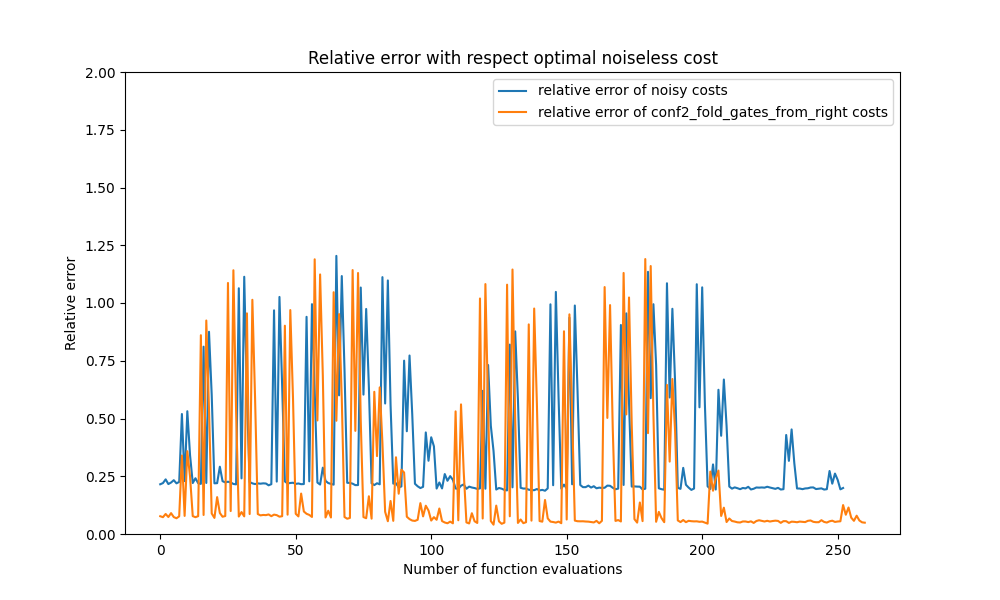 Relative error with respect optimal noiseless cost
relative error of noisy costs
relative error of conf2_fold_gates_from_right costs
Relative error
2.00
1.75
1.50
1.25
1.00
0.75
0.50
0.25
0.00
0 50 100 150 200 250
Number of function evaluations